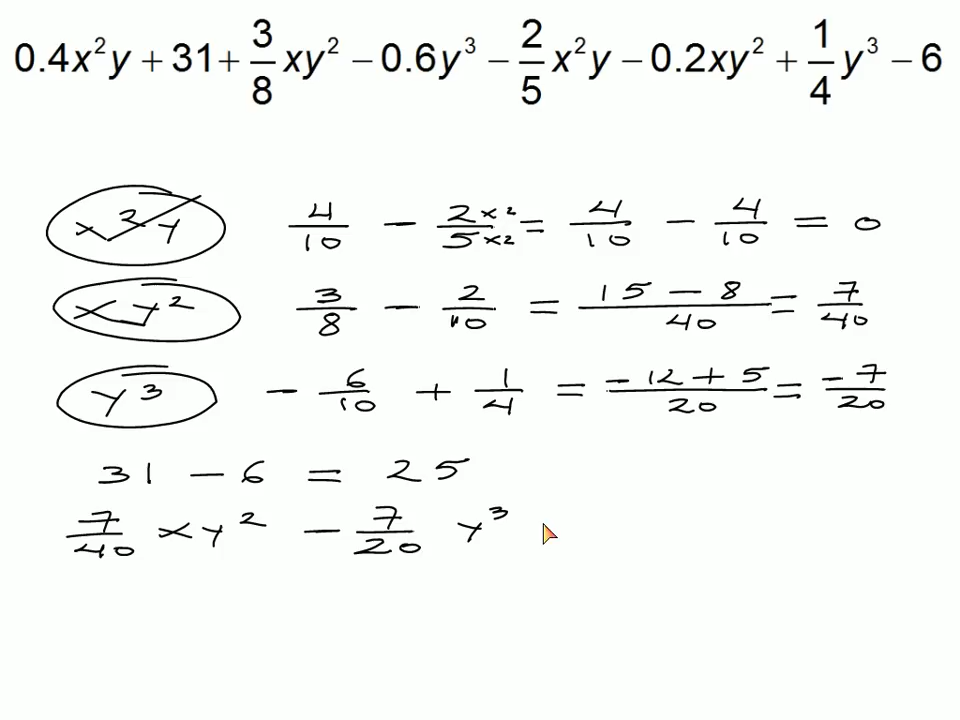 0.4x²y + 31 + 3/8 xy² − 0.6y³ − 2/5 x²y − 0.2xy² + 1/4 y³ − 6
x²y 4/10 − 2×2/5×2 = 4/10 − 4/10 = 0
xy² 3/8 − 2/10 = 15 − 8/40 = 7/40
y³ − 6/10 + 1/4 = −12 + 5/20 = −7/20
31 − 6 = 25
7/40 xy² − 7/20 y³